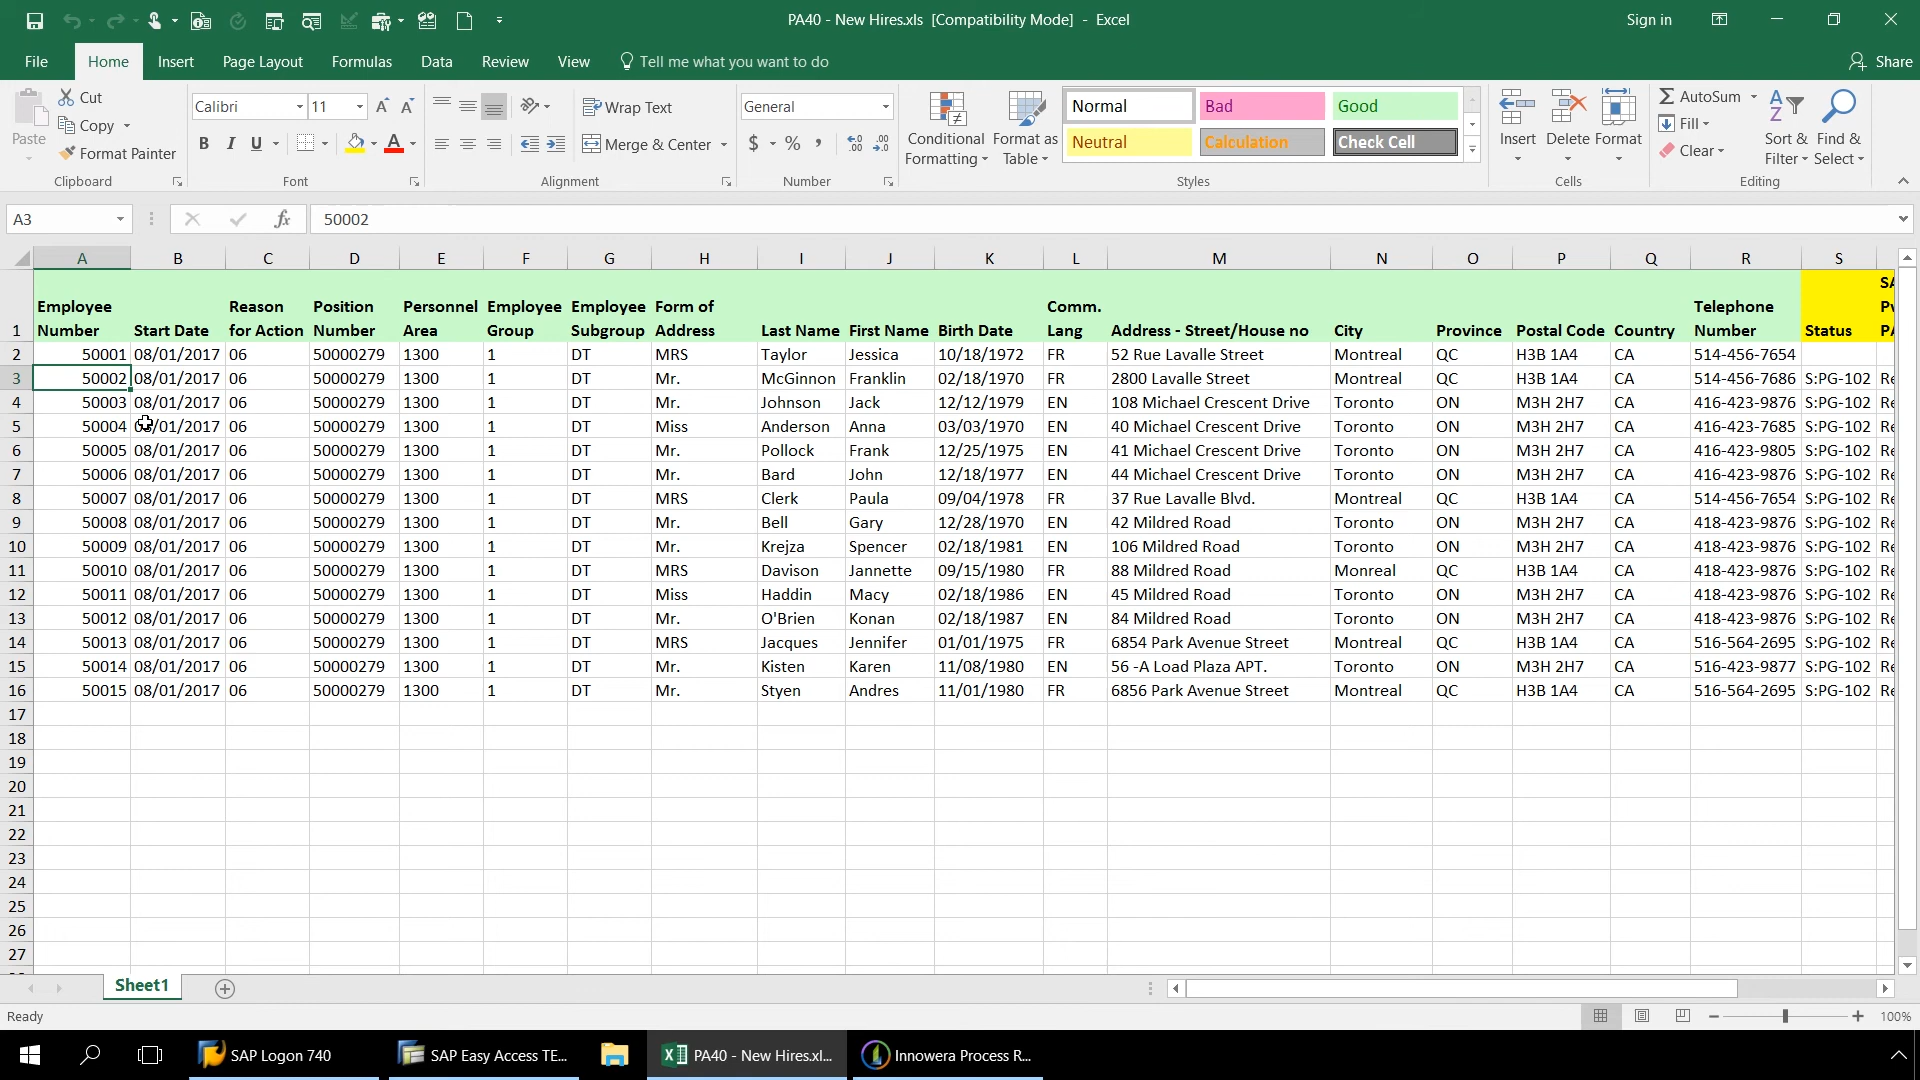 PA40 - New Hires.xls [Compatibility Mode] - Excel
Sign in
File Home Insert Page Layout Formulas Data Review View Tell me what you want to do Share
Paste Cut Calibri 11 Wrap Text General Conditional Formatting Format as Table Normal Bad Good Insert Delete Format AutoSum Sort & Filter Find & Select
Copy Fill
Format Painter B I U Merge & Center $ % , Neutral Calculation Check Cell Clear
Clipboard Font Alignment Number Styles Cells Editing
A3 fx 50002
A B C D E F G H I J K L M N O P Q R S
1 Employee Number Start Date Reason for Action Position Number Personnel Area Employee Group Employee Subgroup Form of Address Last Name First Name Birth Date Comm. Lang Address - Street/House no City Province Postal Code Country Telephone Number Status
2 50001 08/01/2017 06 50000279 1300 1 DT MRS Taylor Jessica 10/18/1972 FR 52 Rue Lavalle Street Montreal QC H3B 1A4 CA 514-456-7654
3 50002 08/01/2017 06 50000279 1300 1 DT Mr. McGinnon Franklin 02/18/1970 FR 2800 Lavalle Street Montreal QC H3B 1A4 CA 514-456-7686 S:PG-102
4 50003 08/01/2017 06 50000279 1300 1 DT Mr. Johnson Jack 12/12/1979 EN 108 Michael Crescent Drive Toronto ON M3H 2H7 CA 416-423-9876 S:PG-102
5 50004 08/01/2017 06 50000279 1300 1 DT Miss Anderson Anna 03/03/1970 EN 40 Michael Crescent Drive Toronto ON M3H 2H7 CA 416-423-7685 S:PG-102
6 50005 08/01/2017 06 50000279 1300 1 DT Mr. Pollock Frank 12/25/1975 EN 41 Michael Crescent Drive Toronto ON M3H 2H7 CA 416-423-9805 S:PG-102
7 50006 08/01/2017 06 50000279 1300 1 DT Mr. Bard John 12/18/1977 EN 44 Michael Crescent Drive Toronto ON M3H 2H7 CA 416-423-9876 S:PG-102
8 50007 08/01/2017 06 50000279 1300 1 DT MRS Clerk Paula 09/04/1978 FR 37 Rue Lavalle Blvd. Montreal QC H3B 1A4 CA 514-456-7654 S:PG-102
9 50008 08/01/2017 06 50000279 1300 1 DT Mr. Bell Gary 12/28/1970 EN 42 Mildred Road Toronto ON M3H 2H7 CA 418-423-9876 S:PG-102
10 50009 08/01/2017 06 50000279 1300 1 DT Mr. Krejza Spencer 02/18/1981 EN 106 Mildred Road Toronto ON M3H 2H7 CA 418-423-9876 S:PG-102
11 50010 08/01/2017 06 50000279 1300 1 DT MRS Davison Jannette 09/15/1980 FR 88 Mildred Road Monreal QC H3B 1A4 CA 418-423-9876 S:PG-102
12 50011 08/01/2017 06 50000279 1300 1 DT Miss Haddin Macy 02/18/1986 EN 45 Mildred Road Toronto ON M3H 2H7 CA 418-423-9876 S:PG-102
13 50012 08/01/2017 06 50000279 1300 1 DT Mr. O'Brien Konan 02/18/1987 EN 84 Mildred Road Toronto ON M3H 2H7 CA 418-423-9876 S:PG-102
14 50013 08/01/2017 06 50000279 1300 1 DT MRS Jacques Jennifer 01/01/1975 FR 6854 Park Avenue Street Montreal QC H3B 1A4 CA 516-564-2695 S:PG-102
15 50014 08/01/2017 06 50000279 1300 1 DT Mr. Kisten Karen 11/08/1980 EN 56 -A Load Plaza APT. Toronto ON M3H 2H7 CA 516-423-9877 S:PG-102
16 50015 08/01/2017 06 50000279 1300 1 DT Mr. Styen Andres 11/01/1980 FR 6856 Park Avenue Street Montreal QC H3B 1A4 CA 516-564-2695 S:PG-102
17
18
19
20
21
22
23
24
25
26
27
Sheet1
Ready 100%
SAP Logon 740 SAP Easy Access TE... PA40 - New Hires.xl... Innowera Process R...